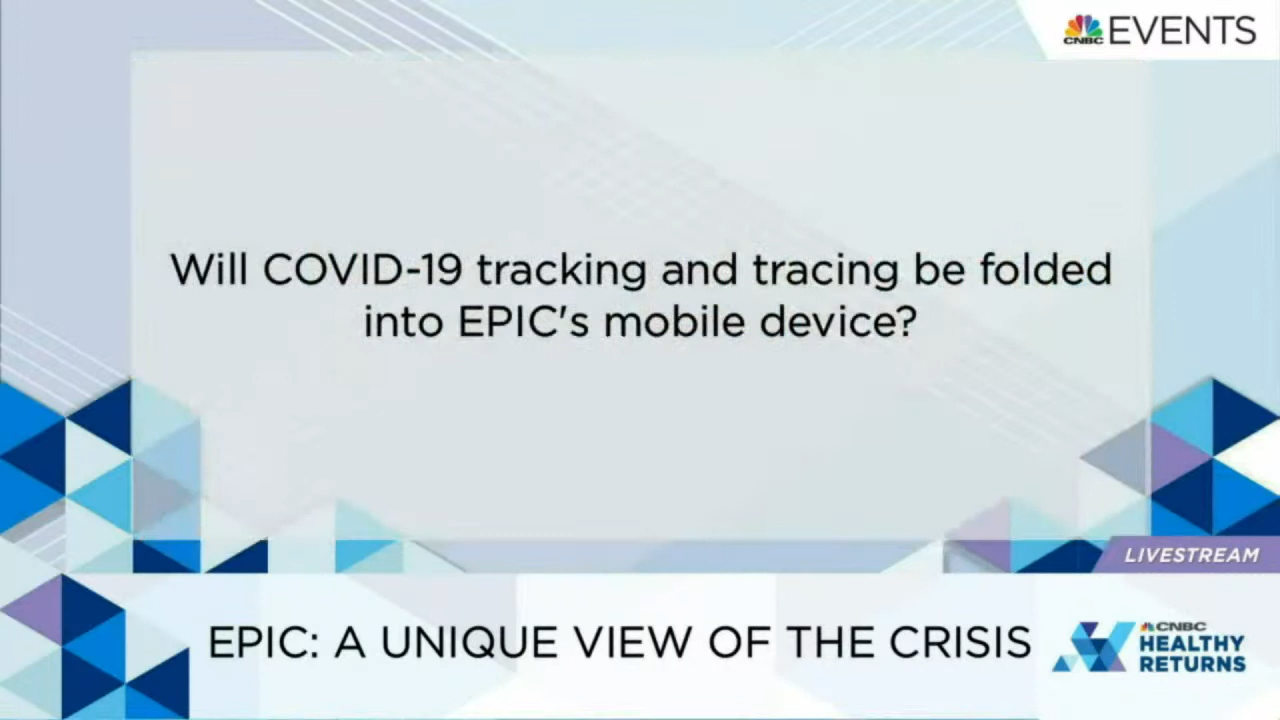 CNBC EVENTS
Will COVID-19 tracking and tracing be folded
into EPIC's mobile device?
LIVESTREAM
EPIC: A UNIQUE VIEW OF THE CRISIS
CNBC
HEALTHY
RETURNS